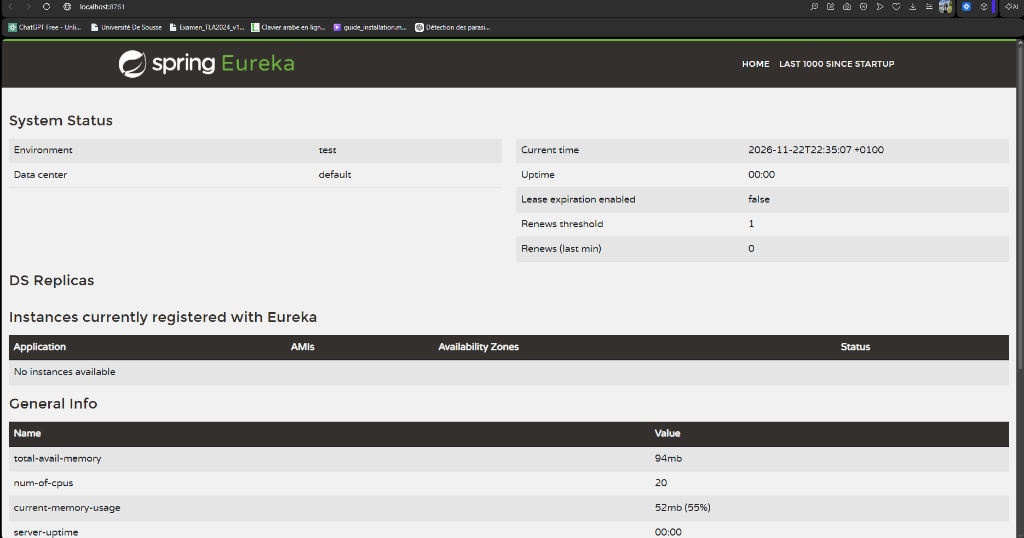 localhost:8761
ChatGPT Free - Unli...
Université De Sousse
Examen_TLA2024_v1...
Clavier arabe en lign...
guide_installation.m...
Détection des parasi...
spring Eureka
HOME
LAST 1000 SINCE STARTUP
System Status
Environment test
Data center default
Current time 2026-11-22T22:35:07 +0100
Uptime 00:00
Lease expiration enabled false
Renews threshold 1
Renews (last min) 0
DS Replicas
Instances currently registered with Eureka
Application AMIs Availability Zones Status
No instances available
General Info
Name Value
total-avail-memory 94mb
num-of-cpus 20
current-memory-usage 52mb (55%)
server-uptime 00:00